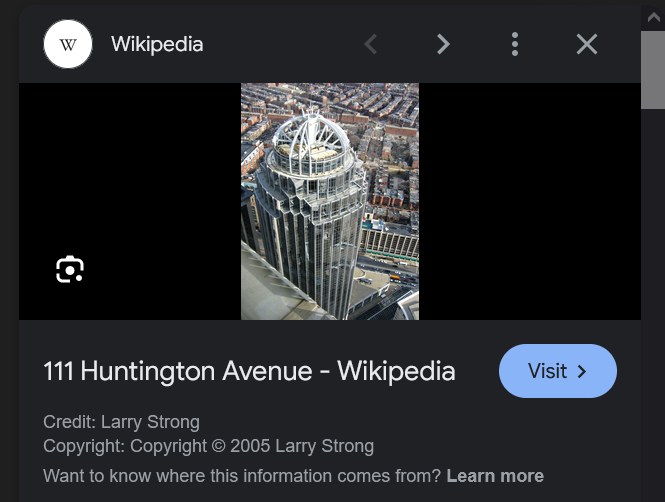 W
Wikipedia
111 Huntington Avenue - Wikipedia
Visit
Credit: Larry Strong
Copyright: Copyright © 2005 Larry Strong
Want to know where this information comes from? Learn more